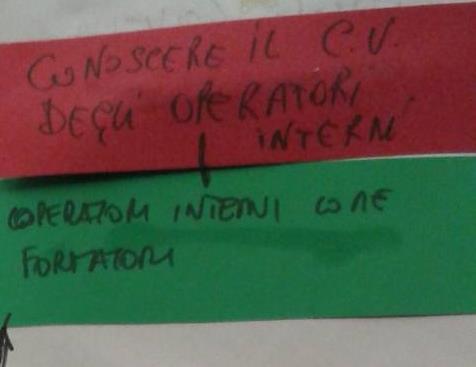 CONOSCERE IL C.V.
DEGLI OPERATORI
INTERNI
OPERATORI INTERNI COME
FORMATORI